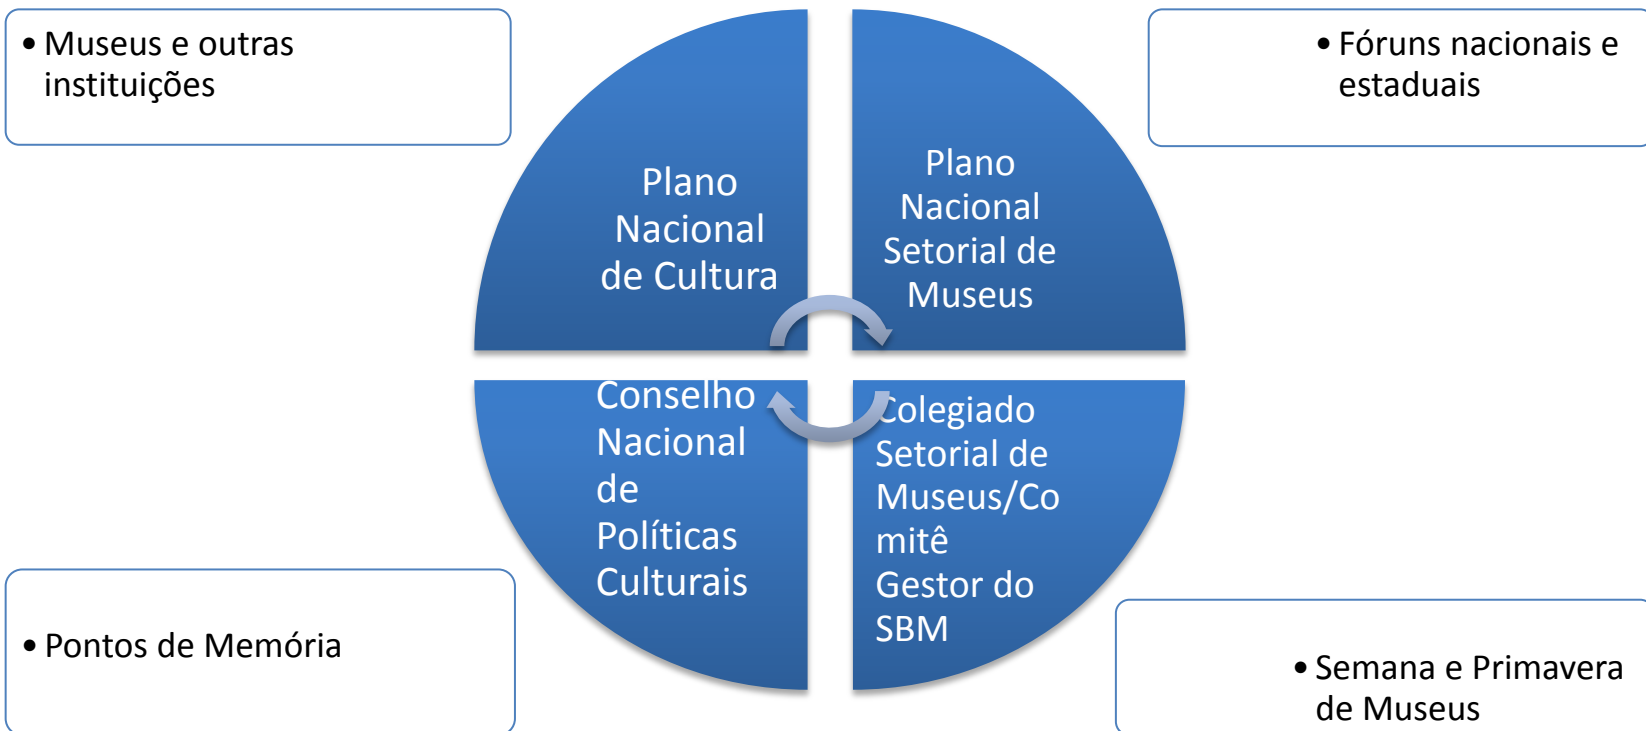 • Museus e outras
instituições
• Fóruns nacionais e
estaduais
Plano
Nacional
de Cultura
Plano
Nacional
Setorial de
Museus
Conselho
Nacional
de
Políticas
Culturais
Colegiado
Setorial de
Museus/Co
mitê
Gestor do
SBM
• Pontos de Memória
• Semana e Primavera
de Museus